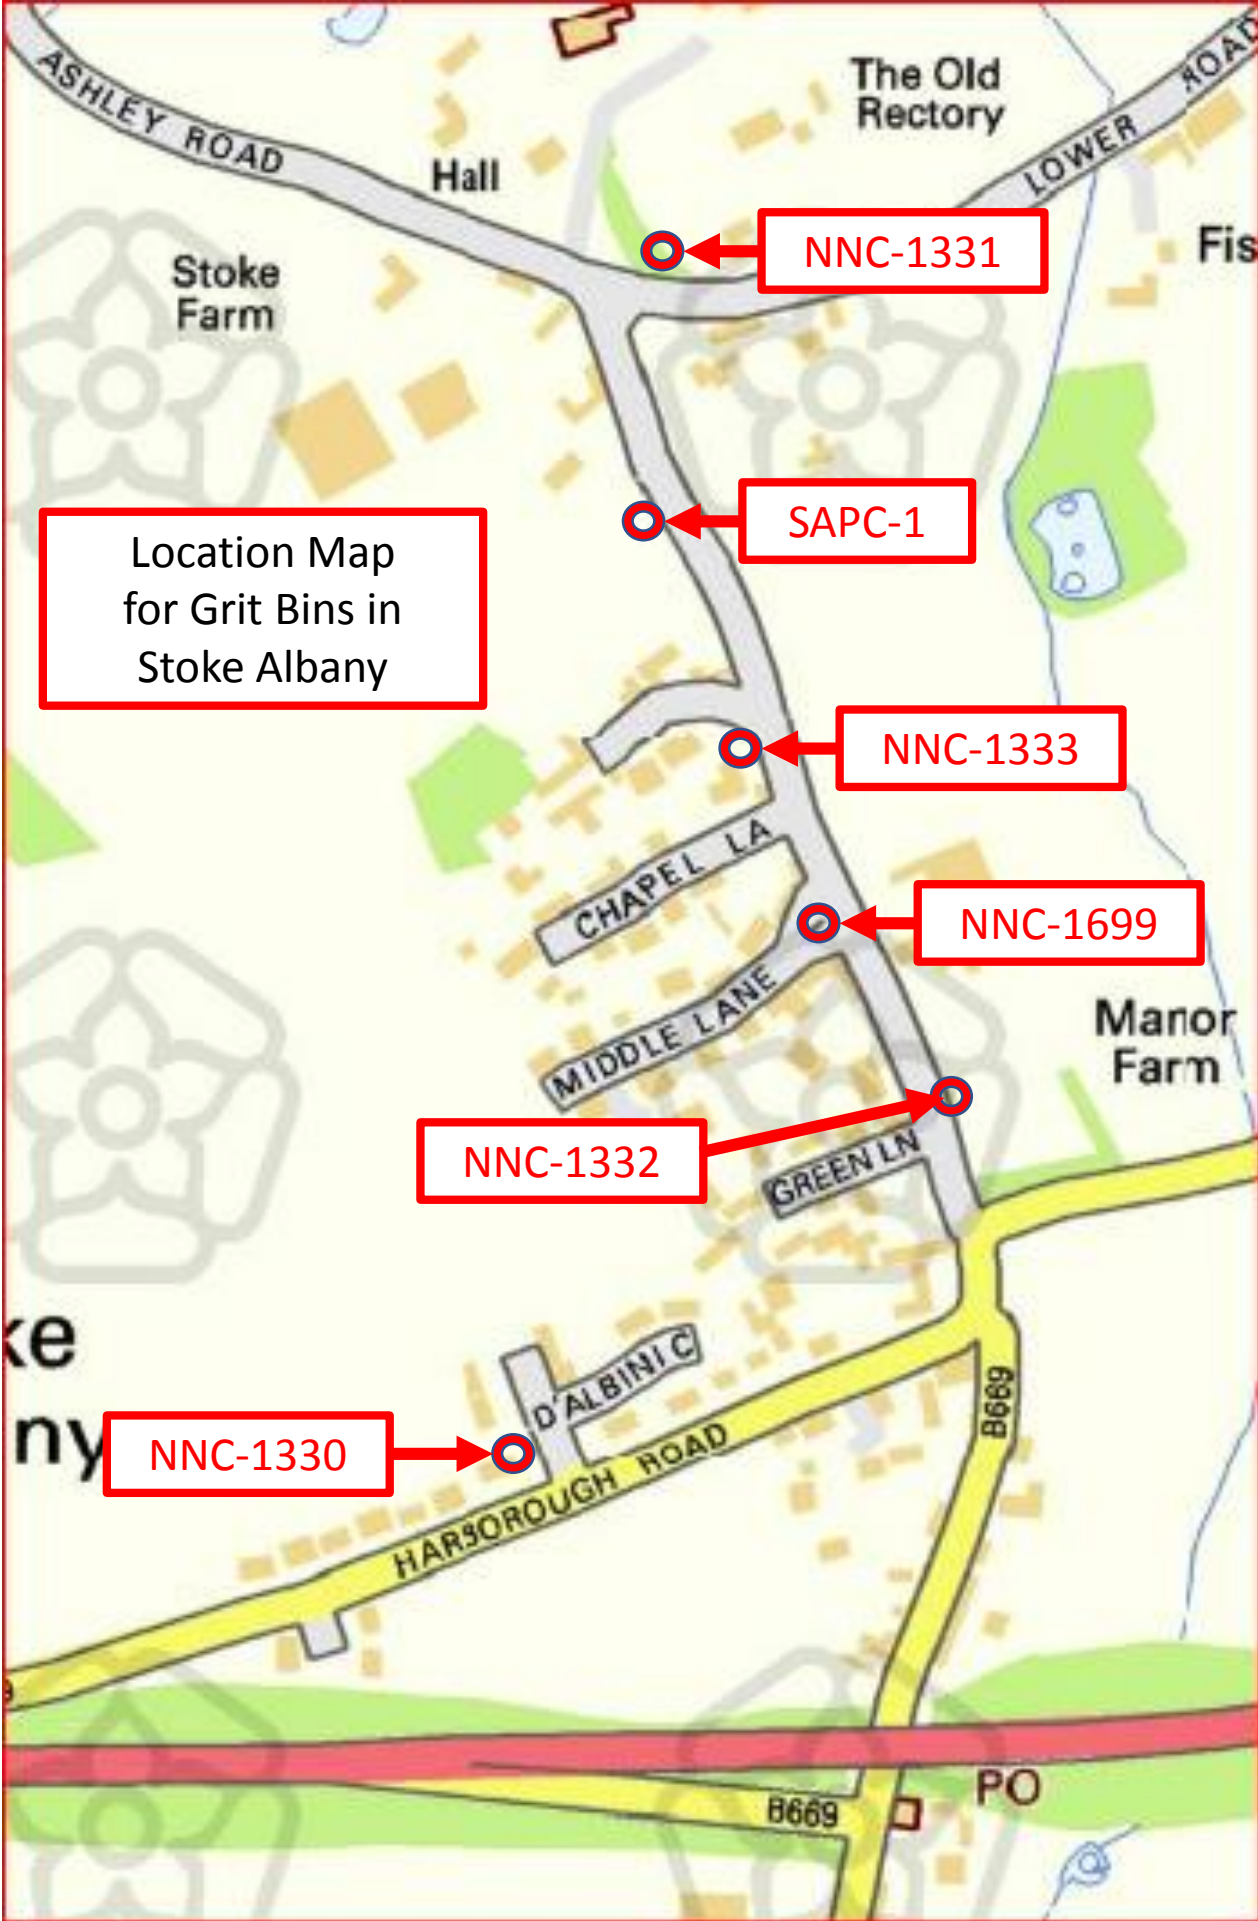 ASHLEY ROAD
The Old
Rectory
LOWER ROAD
Hall
NNC-1331
Fis
Stoke
Farm
SAPC-1
Location Map
for Grit Bins in
Stoke Albany
NNC-1333
CHAPEL LA
NNC-1699
MIDDLE LANE
Manor
Farm
NNC-1332
GREEN LN
ke
ny
D'ALBINI C
B669
NNC-1330
HARBOROUGH ROAD
PO
B669